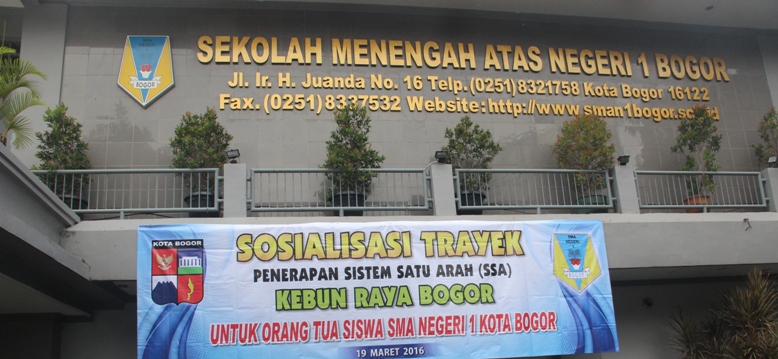 SEKOLAH MENENGAH ATAS NEGERI 1 BOGOR
Jl. Ir. H. Juanda No. 16 Telp. (0251) 8321758 Kota Bogor 16122
Fax. (0251) 8337532 Website: http://www.sman1bogor.sch.id
BOGOR
KOTA BOGOR
SOSIALISASI TRAYEK
PENERAPAN SISTEM SATU ARAH (SSA)
KEBUN RAYA BOGOR
UNTUK ORANG TUA SISWA SMA NEGERI 1 KOTA BOGOR
19 MARET 2016